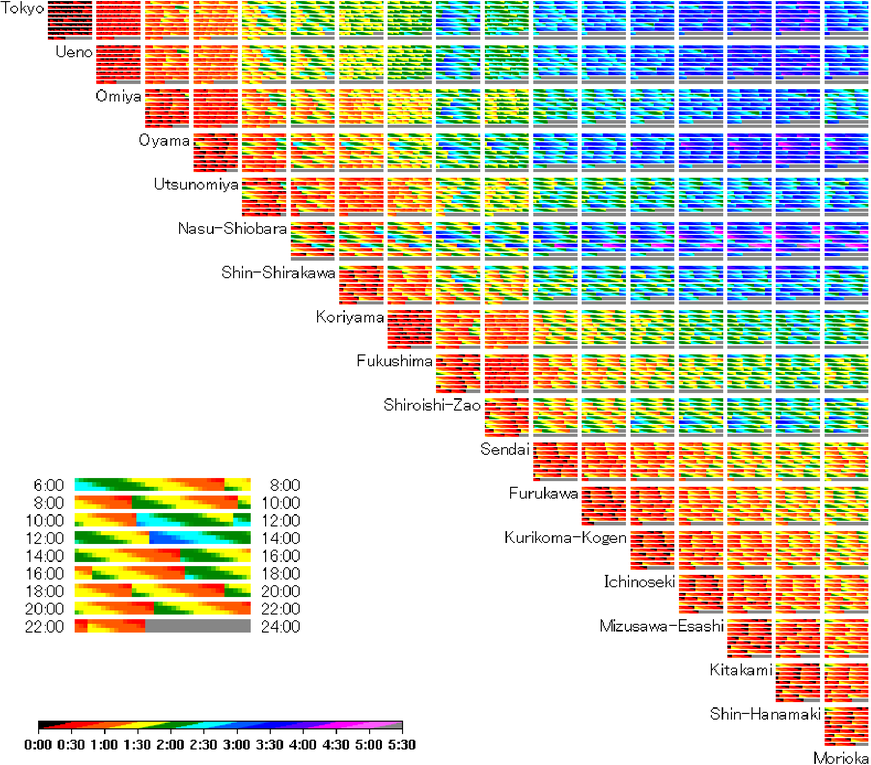 Tokyo
Ueno
Omiya
Oyama
Utsunomiya
Nasu-Shiobara
Shin-Shirakawa
Koriyama
Fukushima
Shiroishi-Zao
Sendai
Furukawa
Kurikoma-Kogen
Ichinoseki
Mizusawa-Esashi
Kitakami
Shin-Hanamaki
Morioka
6:00 8:00
8:00 10:00
10:00 12:00
12:00 14:00
14:00 16:00
16:00 18:00
18:00 20:00
20:00 22:00
22:00 24:00
0:00 0:30 1:00 1:30 2:00 2:30 3:30 3:30 4:00 4:30 5:00 5:30